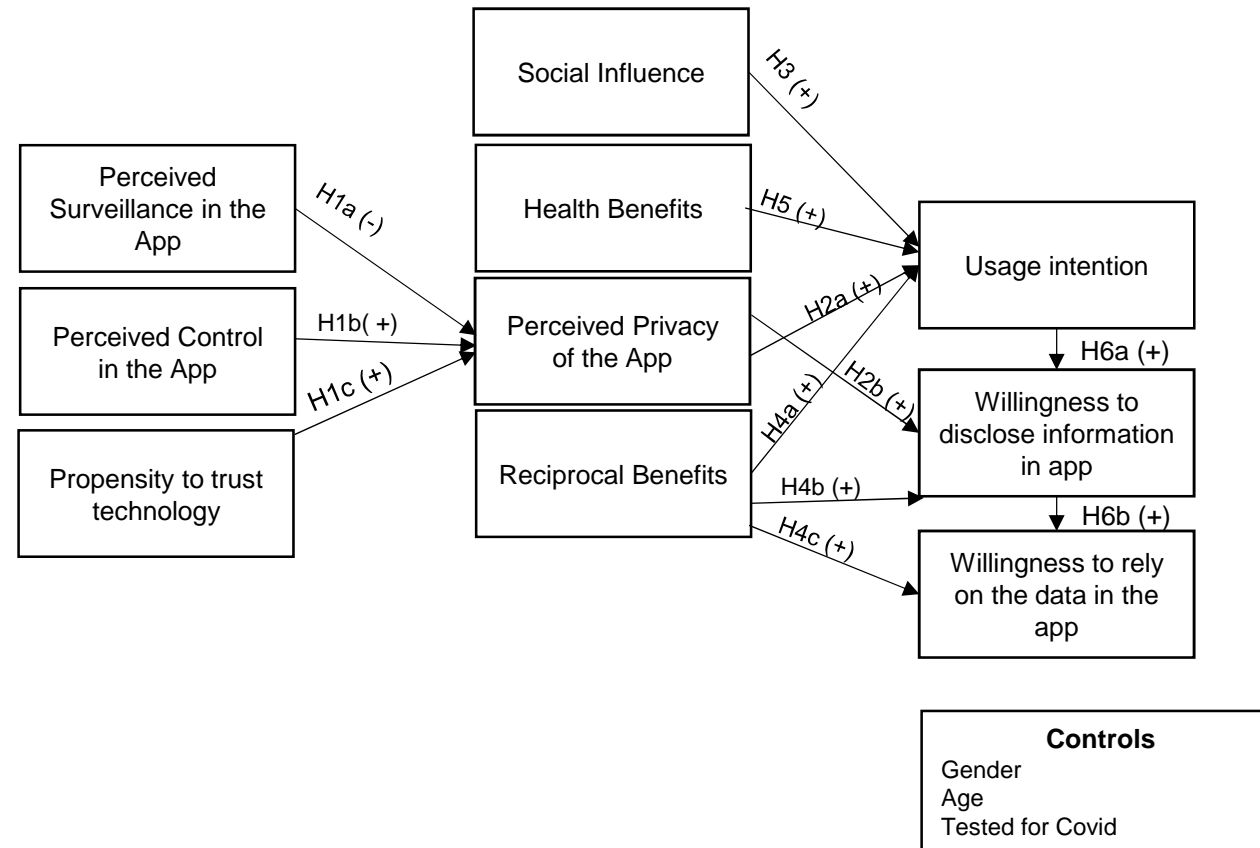 Social Influence
H3 (+)
Perceived
Surveillance in the
App
H1a (-)
Health Benefits
H5 (+)
Usage intention
Perceived Control
in the App
H1b( +)
Perceived Privacy
of the App
H2a (+)
H2b (+)
H6a (+)
H1c (+)
Propensity to trust
technology
Reciprocal Benefits
H4a (+)
H4b (+)
H4c (+)
Willingness to
disclose information
in app
H6b (+)
Willingness to rely
on the data in the
app
Controls
Gender
Age
Tested for Covid